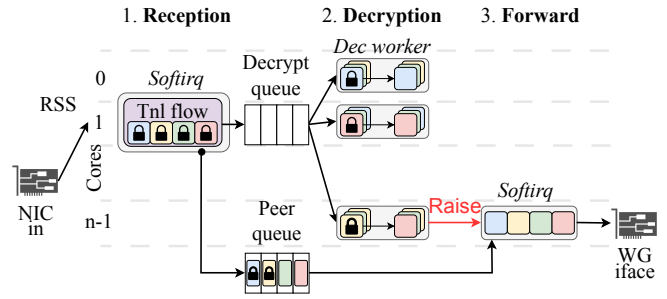 1. Reception
2. Decryption
3. Forward
Dec worker
0
Softirq
Decrypt
queue
RSS
Tnl flow
1
Cores
NIC
in
n-1
Peer
queue
Raise
Softirq
WG
iface